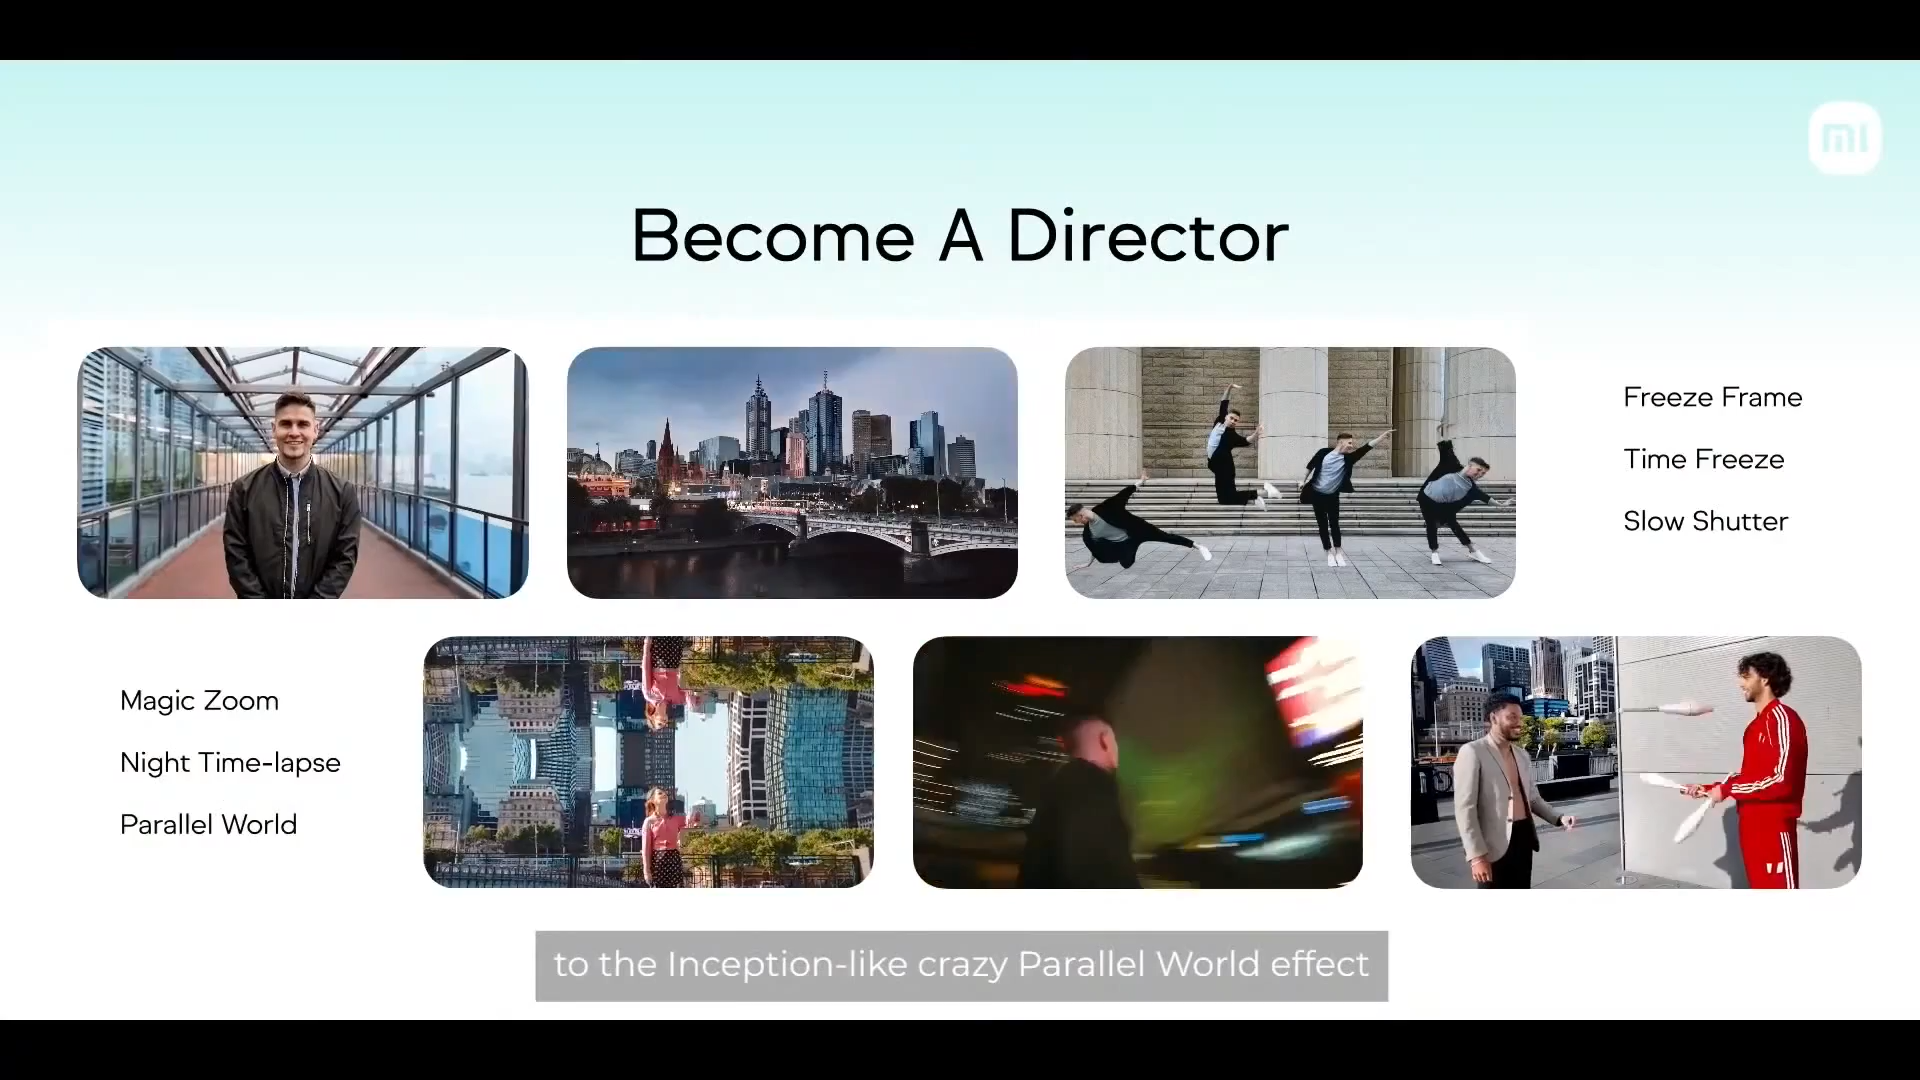 mi
Become A Director
Freeze Frame
Time Freeze
Slow Shutter
Magic Zoom
Night Time-lapse
Parallel World
to the Inception-like crazy Parallel World effect